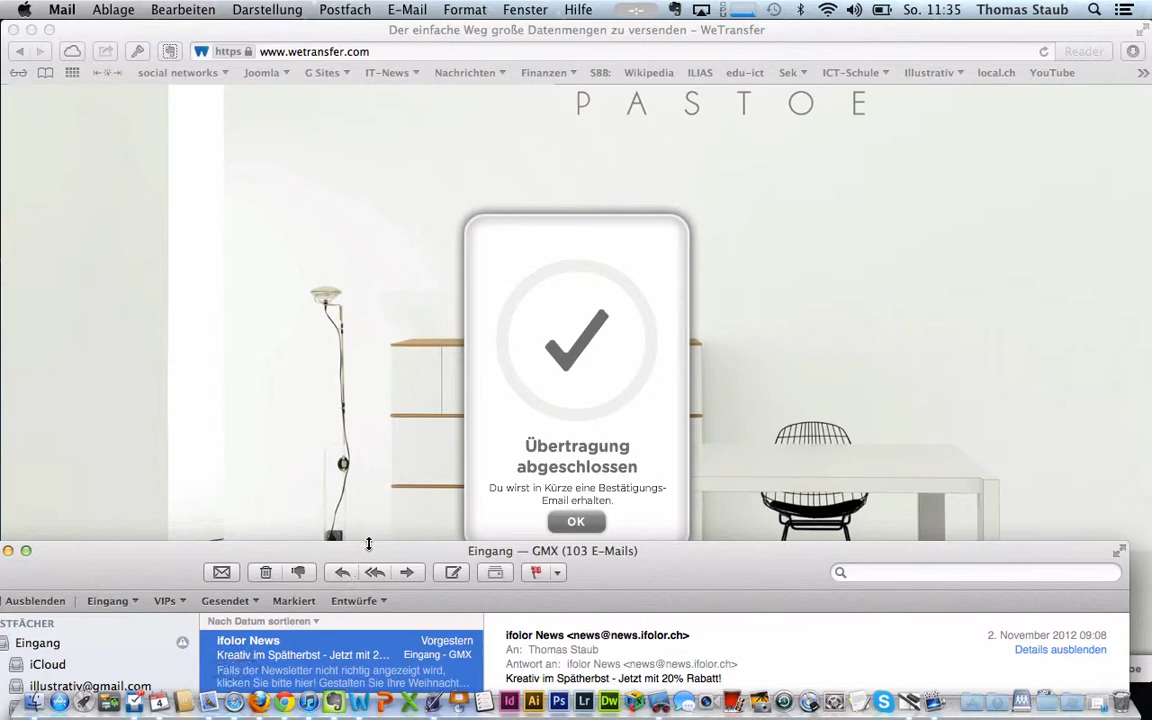 Mail Ablage Bearbeiten Darstellung Postfach E-Mail Format Fenster Hilfe So. 11:35 Thomas Staub
Der einfache Weg große Datenmengen zu versenden - WeTransfer
https www.wetransfer.com Reader
social networks Joomla G Sites IT-News Nachrichten Finanzen SBB: Wikipedia ILIAS edu-ict Sek ICT-Schule Illustrativ local.ch YouTube
PASTOE
Übertragung
abgeschlossen
Du wirst in Kürze eine Bestätigungs-
Email erhalten.
OK
Eingang — GMX (103 E-Mails)
Ausblenden Eingang VIPs Gesendet Markiert Entwürfe
STFÄCHER
Eingang
iCloud
illustrativ@gmail.com
Nach Datum sortieren
ifolor News Vorgestern
Kreativ im Spätherbst - Jetzt mit 2... Eingang - GMX
Falls der Newsletter nicht richtig angezeigt wird,
klicken Sie bitte hier! Gestalten Sie Ihre Weihnacht...
ifolor News <news@news.ifolor.ch> 2. November 2012 09:08
An: Thomas Staub Details ausblenden
Antwort an: ifolor News <news@news.ifolor.ch>
Kreativ im Spätherbst - Jetzt mit 20% Rabatt!